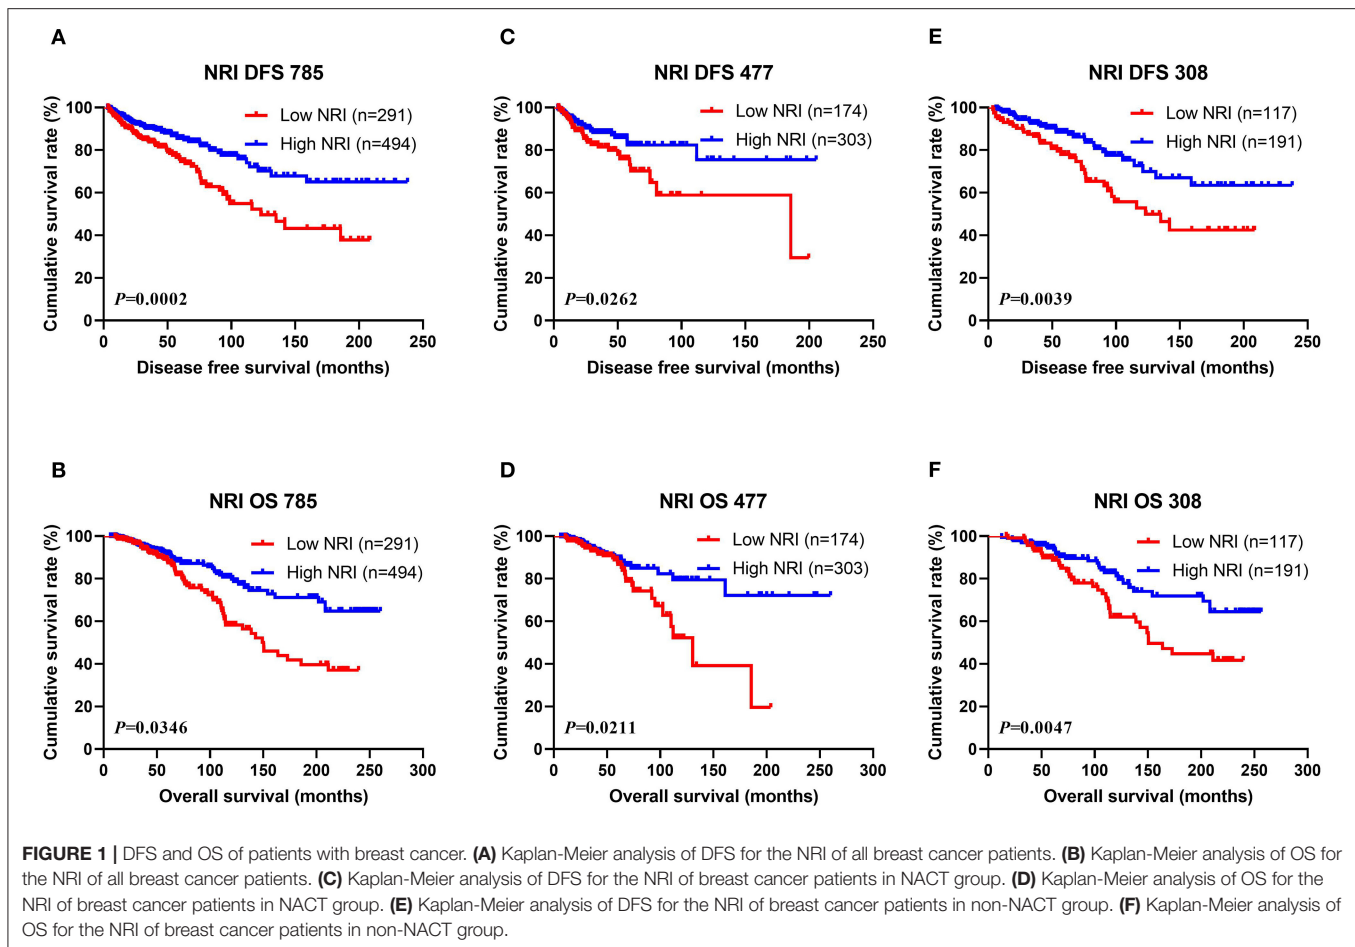 A
NRI DFS 785
Cumulative survival rate (%)
100
80
60
40
20
0
Low NRI (n=291)
High NRI (n=494)
P=0.0002
0 50 100 150 200 250
Disease free survival (months)
C
NRI DFS 477
Cumulative survival rate (%)
100
80
60
40
20
0
Low NRI (n=174)
High NRI (n=303)
P=0.0262
0 50 100 150 200 250
Disease free survival (months)
E
NRI DFS 308
Cumulative survival rate (%)
100
80
60
40
20
0
Low NRI (n=117)
High NRI (n=191)
P=0.0039
0 50 100 150 200 250
Disease free survival (months)
B
NRI OS 785
Cumulative survival rate (%)
100
80
60
40
20
0
Low NRI (n=291)
High NRI (n=494)
P=0.0346
0 50 100 150 200 250 300
Overall survival (months)
D
NRI OS 477
Cumulative survival rate (%)
100
80
60
40
20
0
Low NRI (n=174)
High NRI (n=303)
P=0.0211
0 50 100 150 200 250 300
Overall survival (months)
F
NRI OS 308
Cumulative survival rate (%)
100
80
60
40
20
0
Low NRI (n=117)
High NRI (n=191)
P=0.0047
0 50 100 150 200 250 300
Overall survival (months)
FIGURE 1 | DFS and OS of patients with breast cancer. (A) Kaplan-Meier analysis of DFS for the NRI of all breast cancer patients. (B) Kaplan-Meier analysis of OS for
the NRI of all breast cancer patients. (C) Kaplan-Meier analysis of DFS for the NRI of breast cancer patients in NACT group. (D) Kaplan-Meier analysis of OS for the
NRI of breast cancer patients in NACT group. (E) Kaplan-Meier analysis of DFS for the NRI of breast cancer patients in non-NACT group. (F) Kaplan-Meier analysis of
OS for the NRI of breast cancer patients in non-NACT group.